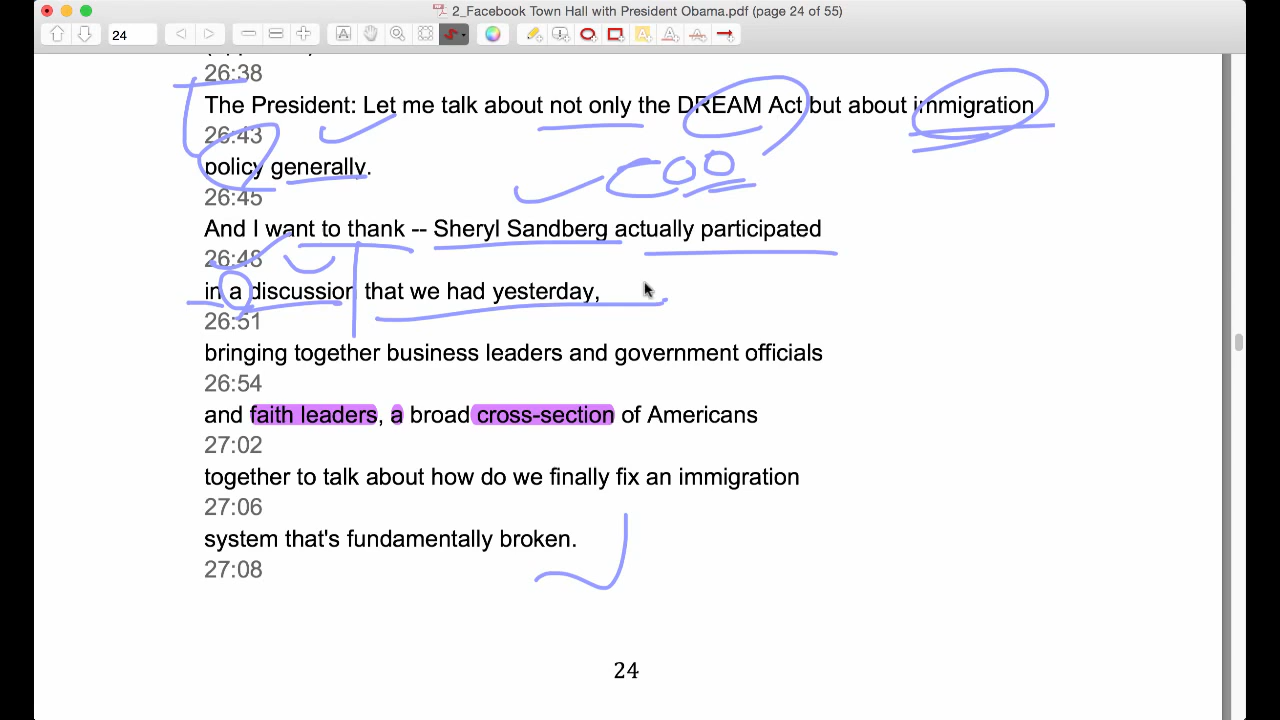 2_Facebook Town Hall with President Obama.pdf (page 24 of 55)
24
26:38
The President: Let me talk about not only the DREAM Act but about immigration
26:43
policy generally.
COO
26:45
And I want to thank -- Sheryl Sandberg actually participated
26:48
in a discussion that we had yesterday,
26:51
bringing together business leaders and government officials
26:54
and faith leaders, a broad cross-section of Americans
27:02
together to talk about how do we finally fix an immigration
27:06
system that's fundamentally broken.
27:08
24